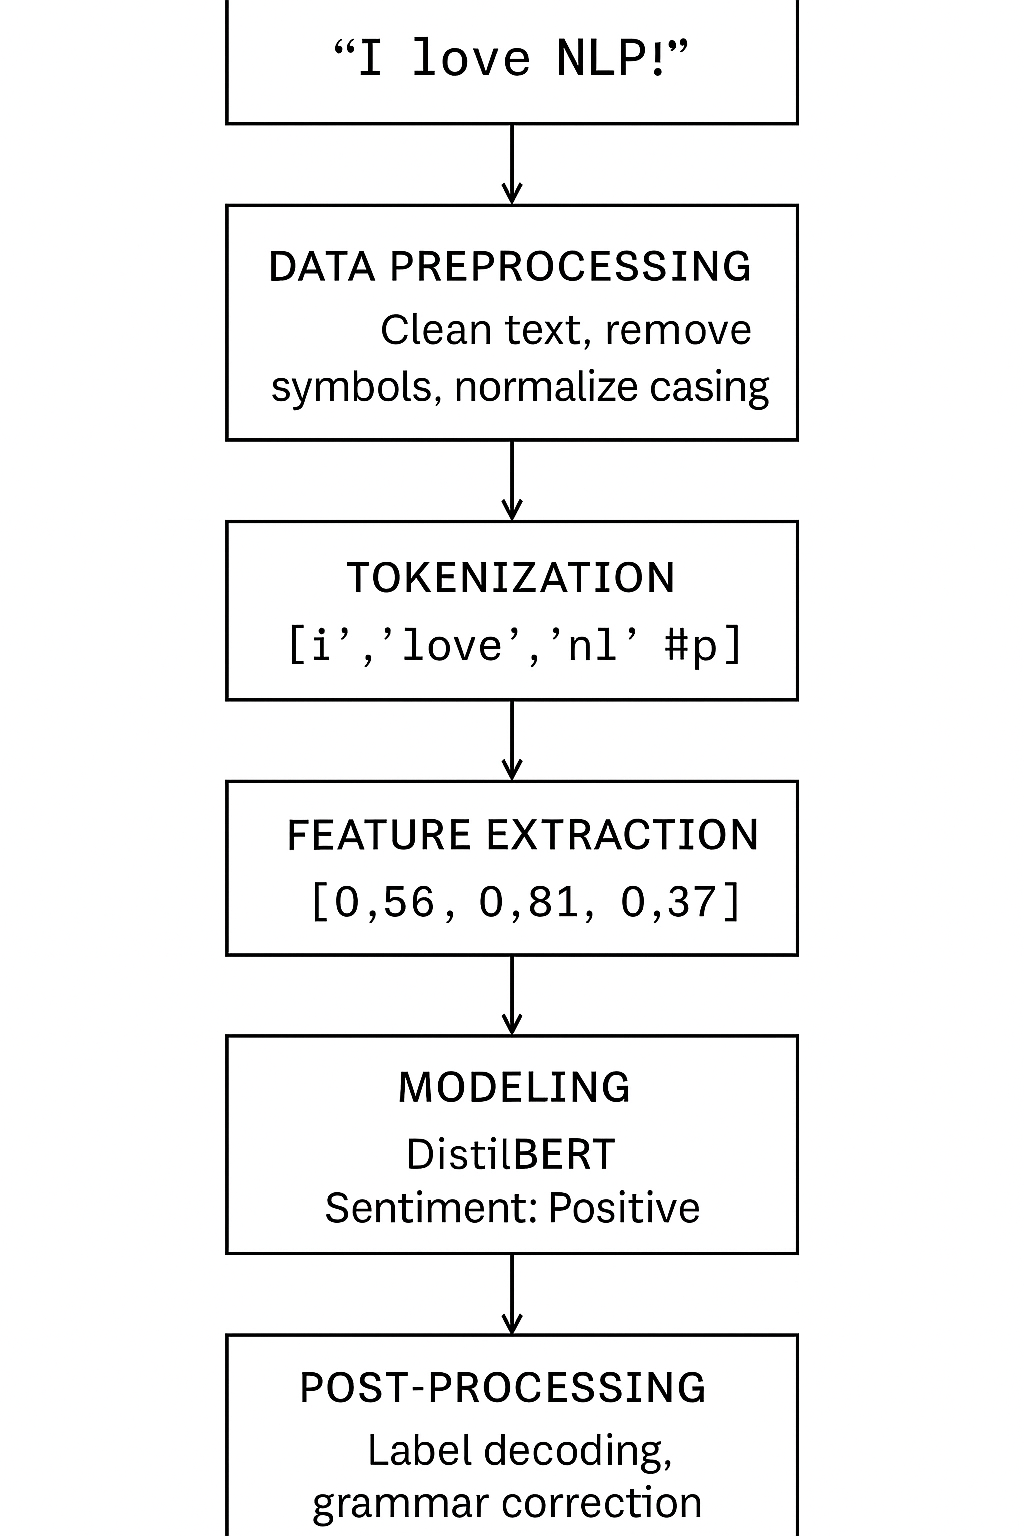 “I love NLP!”
DATA PREPROCESSING
Clean text, remove
symbols, normalize casing
TOKENIZATION
[i’,’love’,’nl’ #p]
FEATURE EXTRACTION
[0,56, 0,81, 0,37]
MODELING
DistilBERT
Sentiment: Positive
POST-PROCESSING
Label decoding,
grammar correction